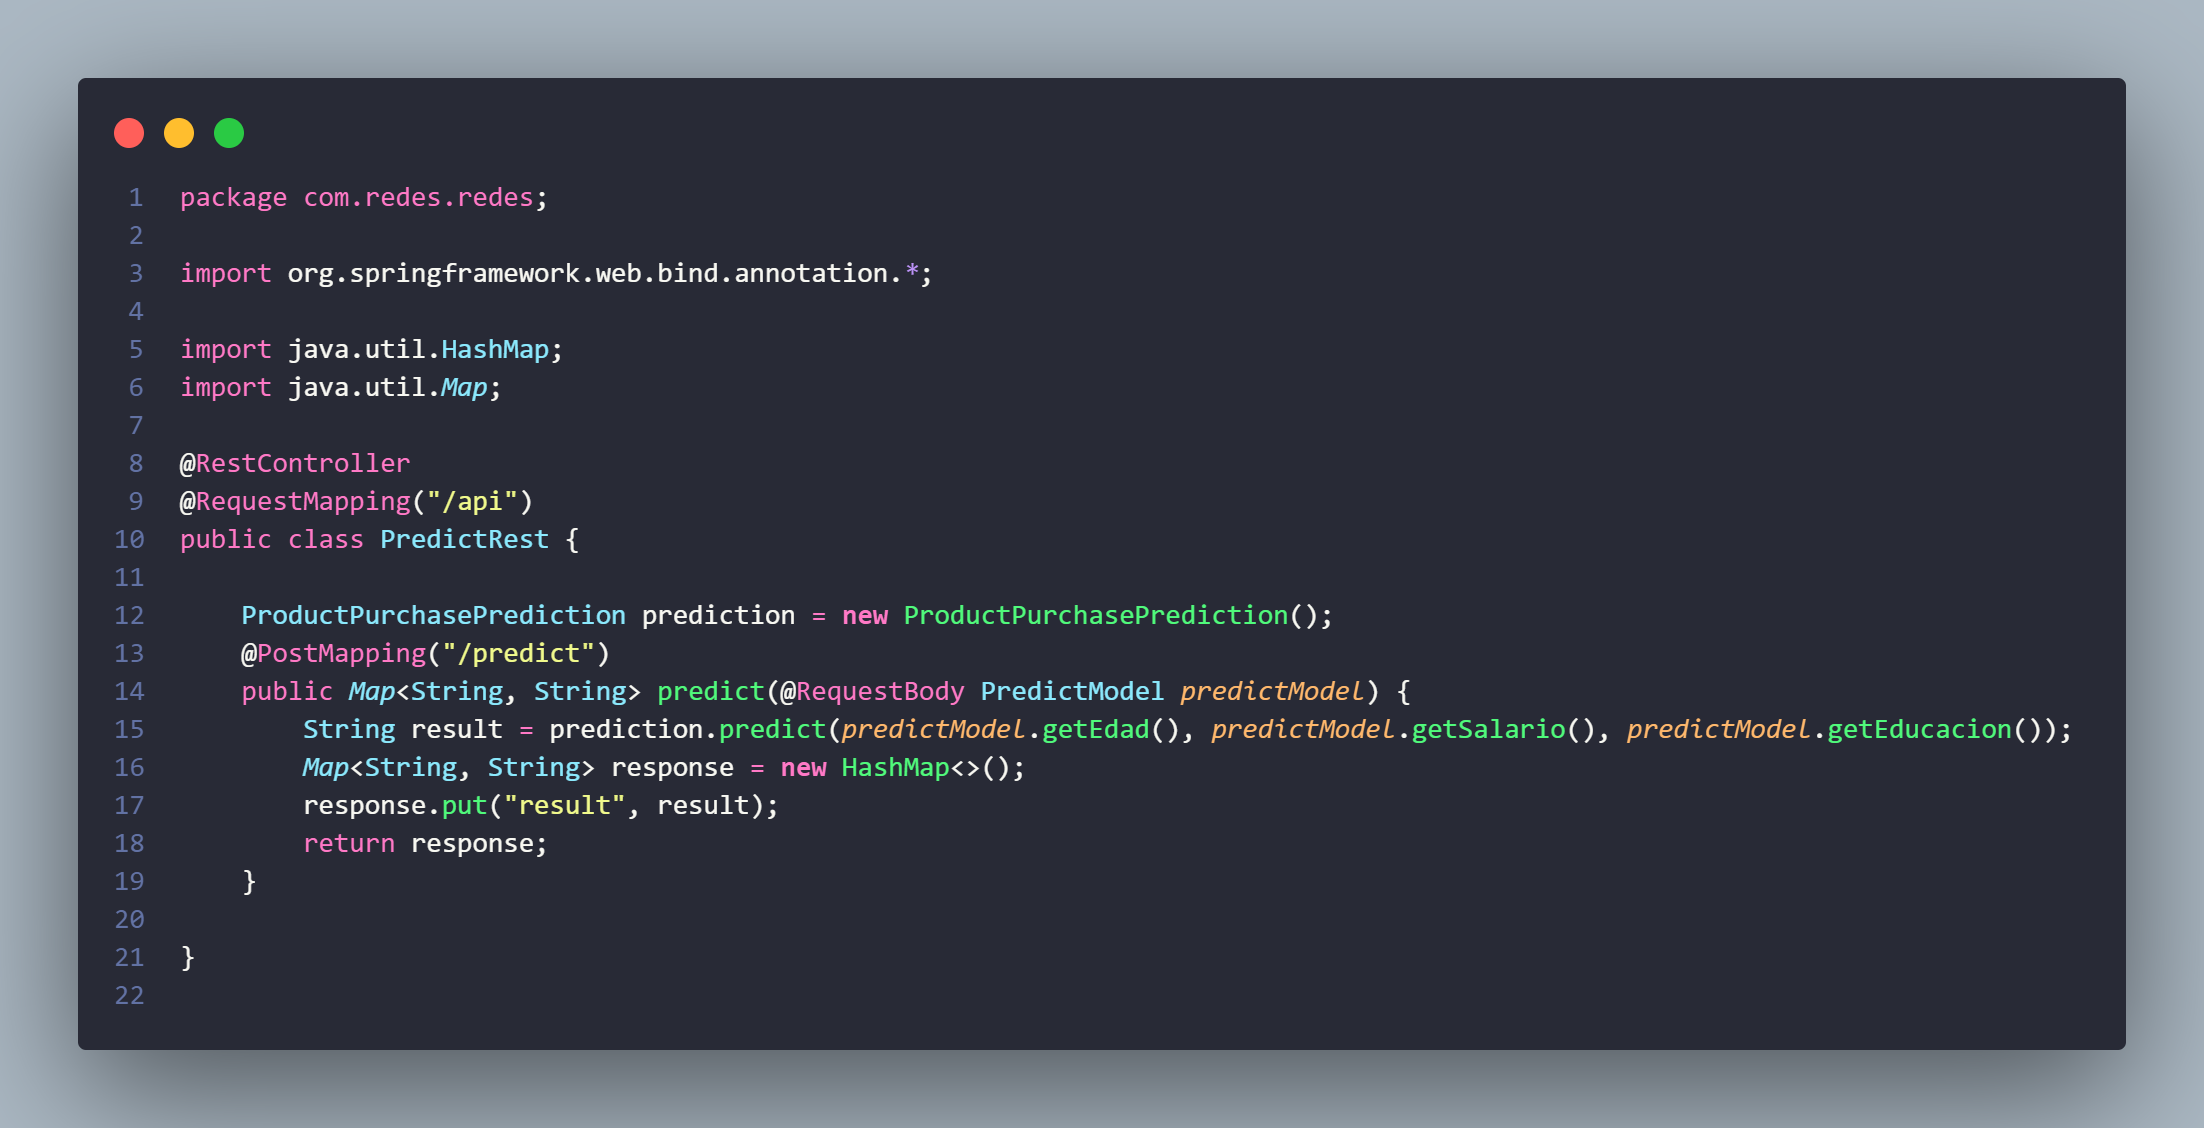 1 package com.redes.redes;
2
3 import org.springframework.web.bind.annotation.*;
4
5 import java.util.HashMap;
6 import java.util.Map;
7
8 @RestController
9 @RequestMapping("/api")
10 public class PredictRest {
11
12     ProductPurchasePrediction prediction = new ProductPurchasePrediction();
13     @PostMapping("/predict")
14     public Map<String, String> predict(@RequestBody PredictModel predictModel) {
15         String result = prediction.predict(predictModel.getEdad(), predictModel.getSalario(), predictModel.getEducacion());
16         Map<String, String> response = new HashMap<>();
17         response.put("result", result);
18         return response;
19     }
20
21 }
22